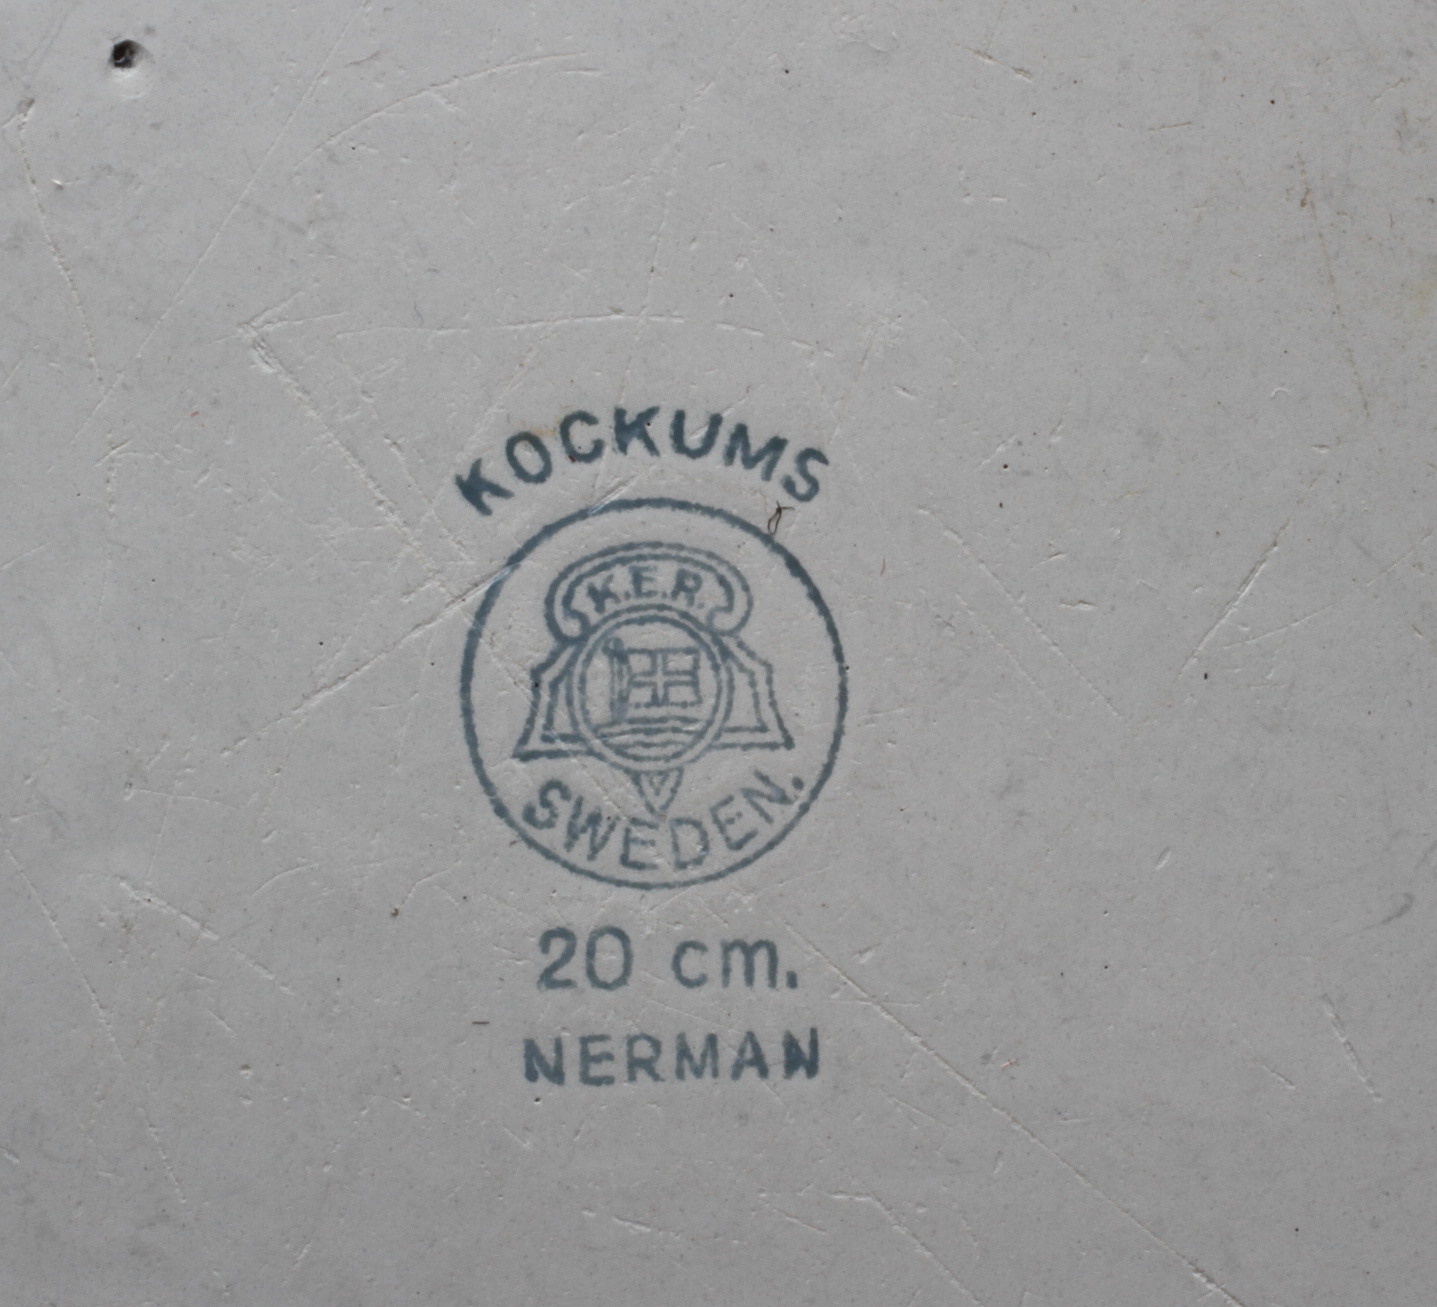 KOCKUMS
K.E.R.
SWEDEN.
20 cm.
NERMAN